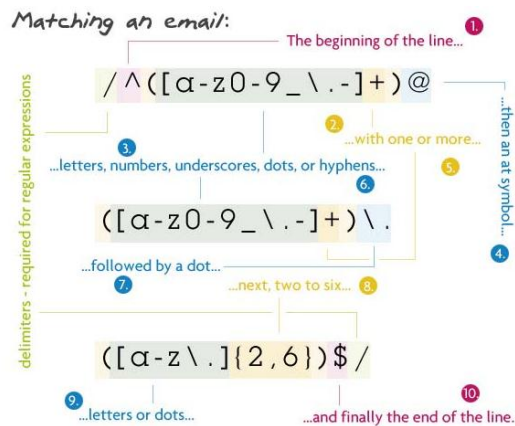 Matching an email:
1.
The beginning of the line...
/^([a-z0-9_\.-]+)@
2.
...with one or more...
3.
...letters, numbers, underscores, dots, or hyphens...
...then an at symbol...
4.
5.
6.
([a-z0-9_\.-]+)\.
...followed by a dot...
7.
...next, two to six...
8.
([a-z\.]{2,6})$/
9.
...letters or dots...
10.
...and finally the end of the line.
delimiters - required for regular expressions